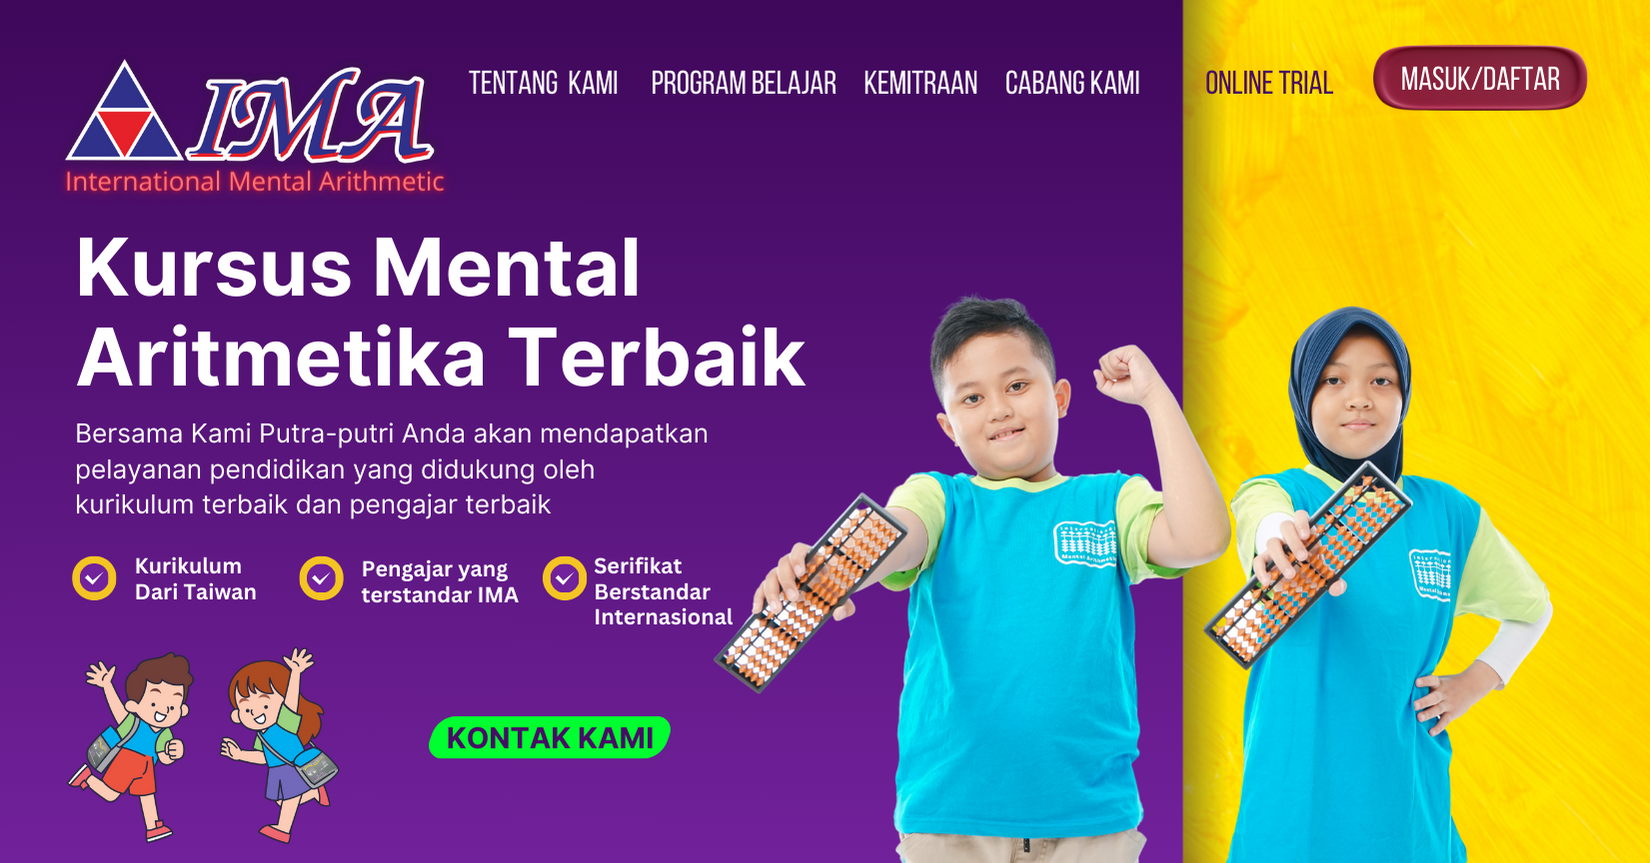 IMA
International Mental Arithmetic
TENTANG KAMI
PROGRAM BELAJAR
KEMITRAAN
CABANG KAMI
ONLINE TRIAL
MASUK/DAFTAR
Kursus Mental
Aritmetika Terbaik
Bersama Kami Putra-putri Anda akan mendapatkan
pelayanan pendidikan yang didukung oleh
kurikulum terbaik dan pengajar terbaik
Kurikulum
Dari Taiwan
Pengajar yang
terstandar IMA
Serifikat
Berstandar
Internasional
KONTAK KAMI